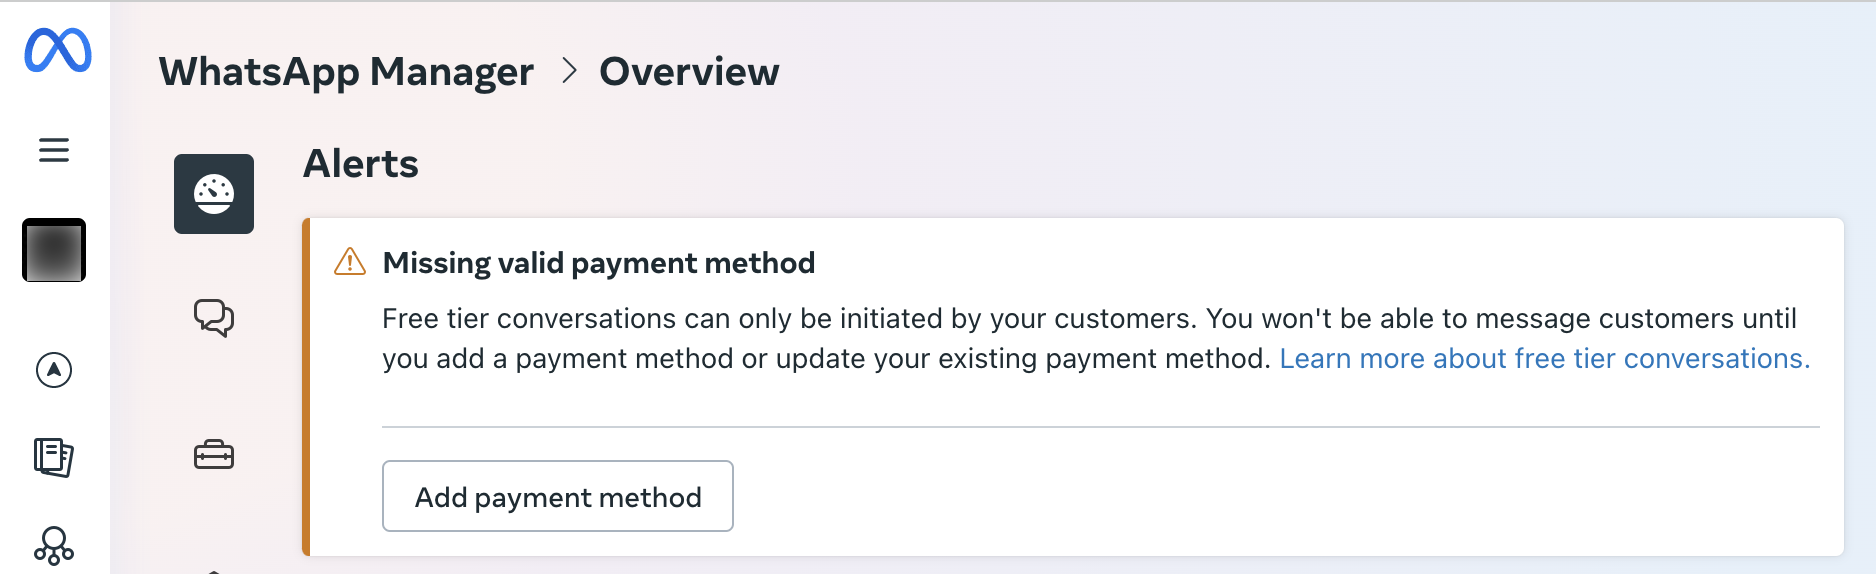 WhatsApp Manager > Overview
Alerts
Missing valid payment method
Free tier conversations can only be initiated by your customers. You won't be able to message customers until
you add a payment method or update your existing payment method. Learn more about free tier conversations.
Add payment method